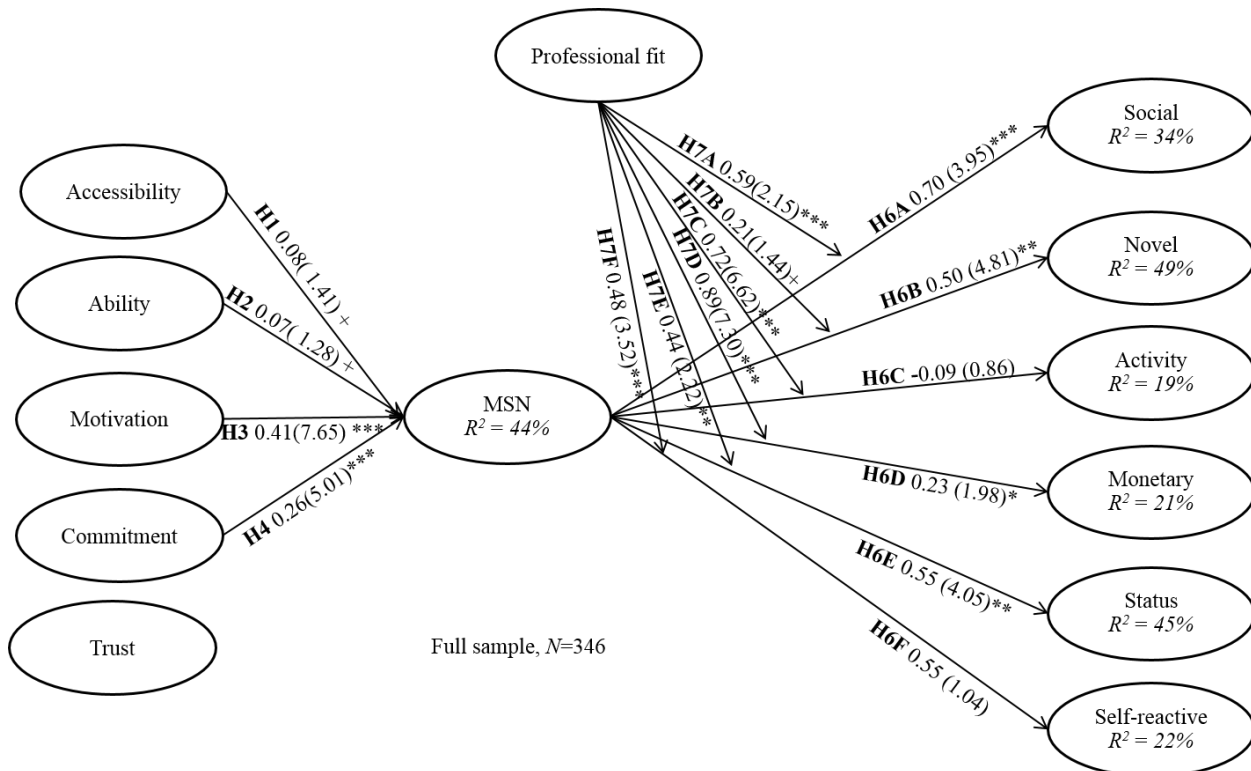 Professional fit
Social
R² = 34%
Accessibility
H7A 0.59(2.15)***
H7B 0.21(1.44)+
H7C 0.72(6.62)***
H7D 0.89(7.30)***
H7E 0.44 (2.22)**
H7F 0.48 (3.52)***
H6A 0.70 (3.95)***
H1 0.08( 1.41) +
Novel
R² = 49%
H6B 0.50 (4.81)**
Ability
H2 0.07( 1.28) +
Activity
R² = 19%
H6C -0.09 (0.86)
Motivation
H3 0.41(7.65) ***
MSN
R² = 44%
Monetary
R² = 21%
H6D 0.23 (1.98)*
Commitment
H4 0.26(5.01)***
H6E 0.55 (4.05)**
Status
R² = 45%
Trust
Full sample, N=346
H6F 0.55 (1.04)
Self-reactive
R² = 22%